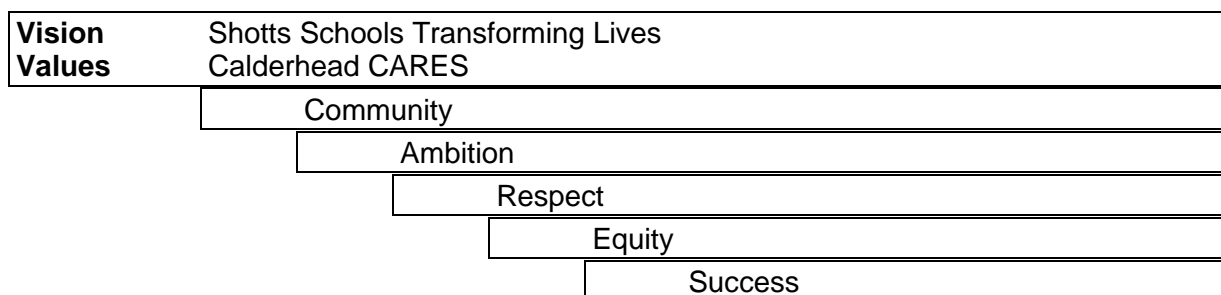 Vision Shotts Schools Transforming Lives
Values Calderhead CARES
Community
Ambition
Respect
Equity
Success